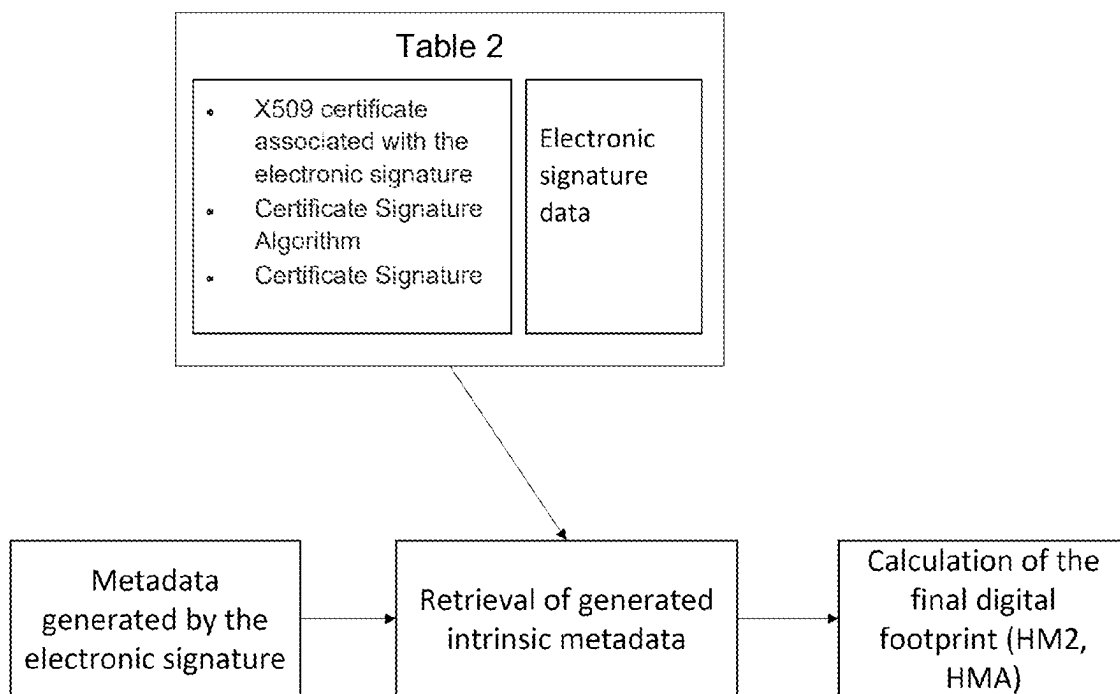 Table 2
• X509 certificate
associated with the
electronic signature
• Certificate Signature
Algorithm
• Certificate Signature
Electronic
signature
data
Metadata
generated by the
electronic signature
Retrieval of generated
intrinsic metadata
Calculation of the
final digital
footprint (HM2,
HMA)